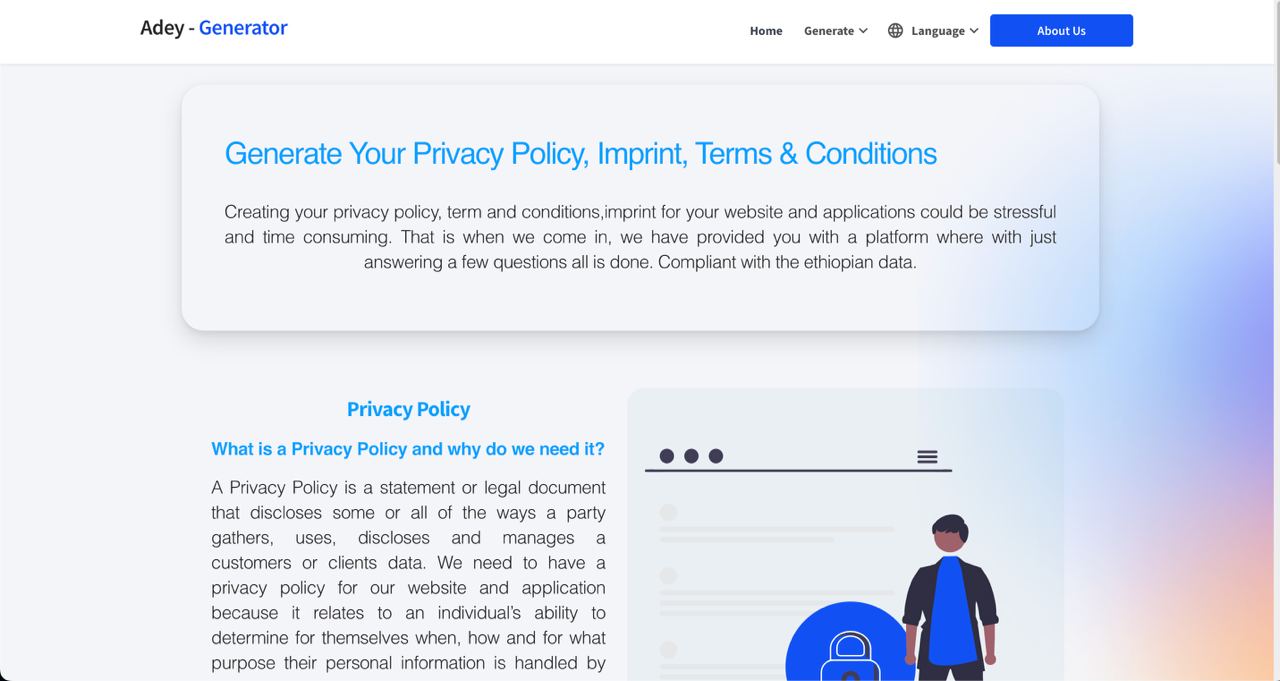 Adey - Generator
Home
Generate
Language
About Us
Generate Your Privacy Policy, Imprint, Terms & Conditions
Creating your privacy policy, term and conditions,imprint for your website and applications could be stressful
and time consuming. That is when we come in, we have provided you with a platform where with just
answering a few questions all is done. Compliant with the ethiopian data.
Privacy Policy
What is a Privacy Policy and why do we need it?
A Privacy Policy is a statement or legal document
that discloses some or all of the ways a party
gathers, uses, discloses and manages a
customers or clients data. We need to have a
privacy policy for our website and application
because it relates to an individual’s ability to
determine for themselves when, how and for what
purpose their personal information is handled by